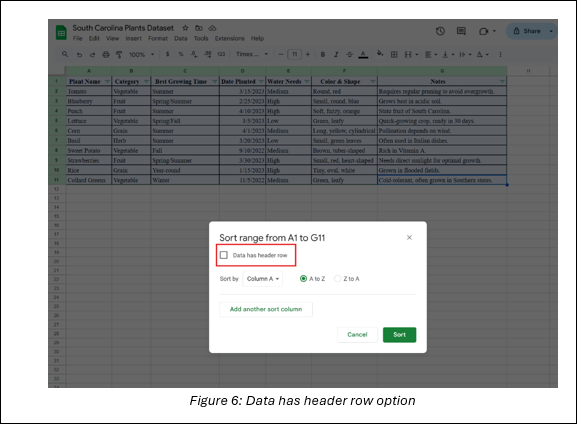 South Carolina Plants Dataset
File Edit View Insert Format Data Tools Extensions Help
Share
100% $ % .0 .00 123 Times... - 11 + B I A
A B C D E F G H
1 Plant Name Category Best Growing Time Date Planted Water Needs Color & Shape Notes
2 Tomato Vegetable Summer 3/15/2023 Medium Round, red Requires regular pruning to avoid overgrowth.
3 Blueberry Fruit Spring/Summer 2/25/2023 High Small, round, blue Grows best in acidic soil.
4 Peach Fruit Summer 4/10/2023 High Soft, fuzzy, orange State fruit of South Carolina.
5 Lettuce Vegetable Spring/Fall 3/5/2023 Low Green, leafy Quick-growing crop, ready in 30 days.
6 Corn Grain Summer 4/1/2023 Medium Long, yellow, cylindrical Pollination depends on wind.
7 Basil Herb Summer 3/20/2023 Low Small, green leaves Often used in Italian dishes.
8 Sweet Potato Vegetable Fall 9/10/2022 Medium Brown, tuber-shaped Rich in Vitamin A.
9 Strawberries Fruit Spring/Summer 3/30/2023 High Small, red, heart-shaped Needs direct sunlight for optimal growth.
10 Rice Grain Year-round 1/15/2023 High Tiny, oval, white Grown in flooded fields.
11 Collard Greens Vegetable Winter 11/5/2022 Medium Green, leafy Cold-tolerant, often grown in Southern states.
Sort range from A1 to G11
Data has header row
Sort by Column A A to Z Z to A
Add another sort column
Cancel Sort
Figure 6: Data has header row option